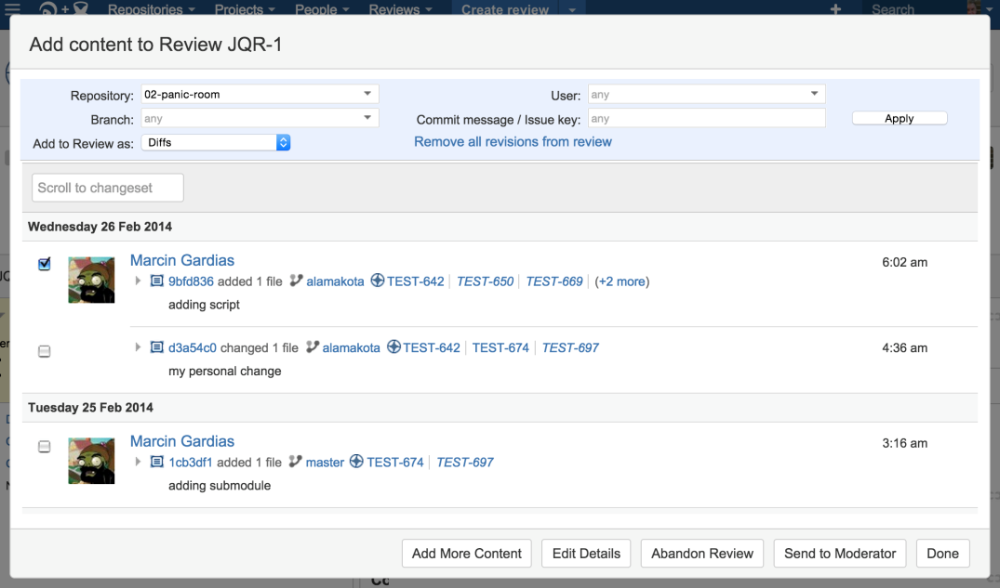 Repositories Projects People Reviews Create review Search
Add content to Review JQR-1
Repository: 02-panic-room User: any
Branch: any Commit message / Issue key: any Apply
Add to Review as: Diffs Remove all revisions from review
Scroll to changeset
Wednesday 26 Feb 2014
Marcin Gardias 6:02 am
9bfd836 added 1 file alamakota TEST-642 TEST-650 TEST-669 (+2 more)
adding script
d3a54c0 changed 1 file alamakota TEST-642 TEST-674 TEST-697 4:36 am
my personal change
Tuesday 25 Feb 2014
Marcin Gardias 3:16 am
1cb3df1 added 1 file master TEST-674 TEST-697
adding submodule
Add More Content Edit Details Abandon Review Send to Moderator Done